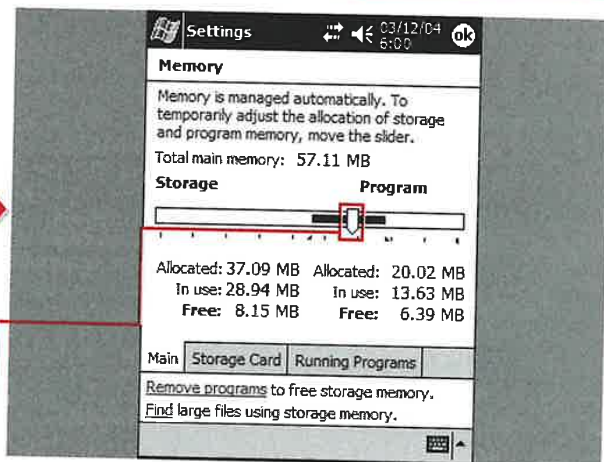 Settings
03/12/04
6:00
ok
Memory
Memory is managed automatically. To
temporarily adjust the allocation of storage
and program memory, move the slider.
Total main memory: 57.11 MB
Storage Program
Allocated: 37.09 MB Allocated: 20.02 MB
In use: 28.94 MB In use: 13.63 MB
Free: 8.15 MB Free: 6.39 MB
Main Storage Card Running Programs
Remove programs to free storage memory.
Find large files using storage memory.